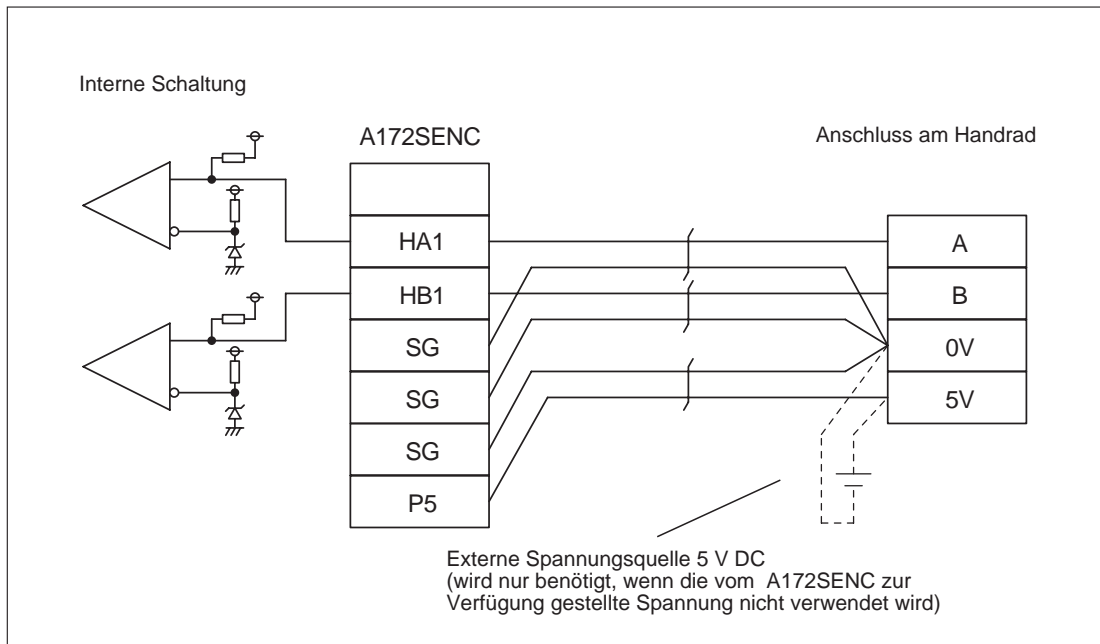 Interne Schaltung
A172SENC
Anschluss am Handrad
HA1
HB1
SG
SG
SG
P5
A
B
0V
5V
Externe Spannungsquelle 5 V DC
(wird nur benötigt, wenn die vom A172SENC zur
Verfügung gestellte Spannung nicht verwendet wird)